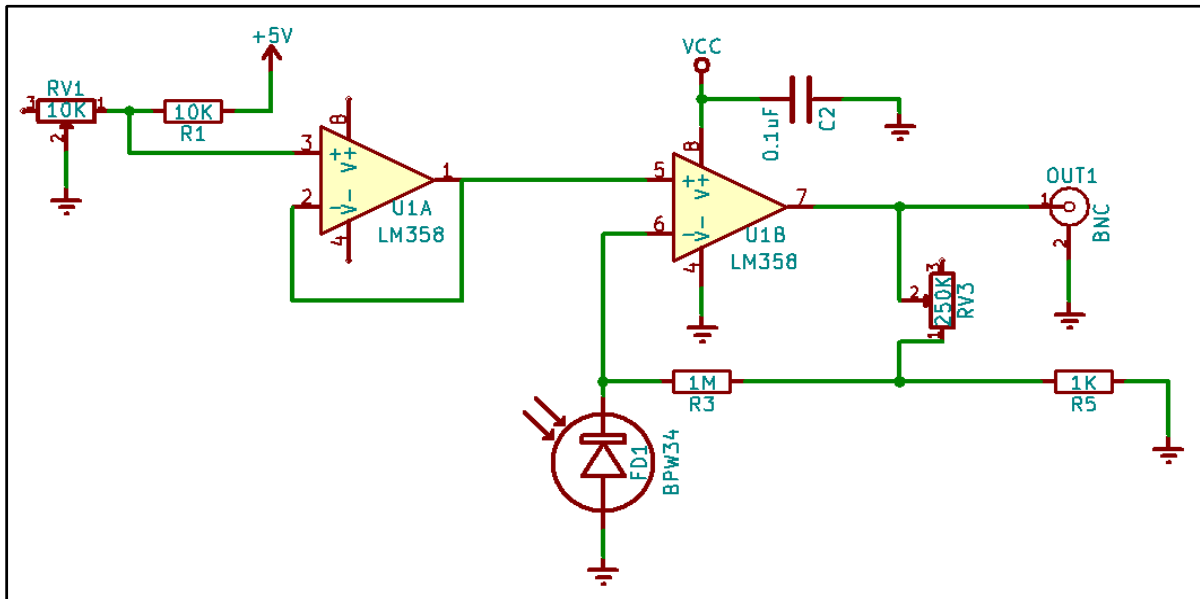 +5V
RV1
3
10K
1
2
10K
R1
3
+
V+
8
1
2
-
V-
4
U1A
LM358
VCC
0.1uF
C2
8
5
+
V+
7
6
-
V-
4
U1B
LM358
OUT1
1
BNC
2
3
2
250K
RV3
1
1M
R3
1K
R5
FD1
BPW34